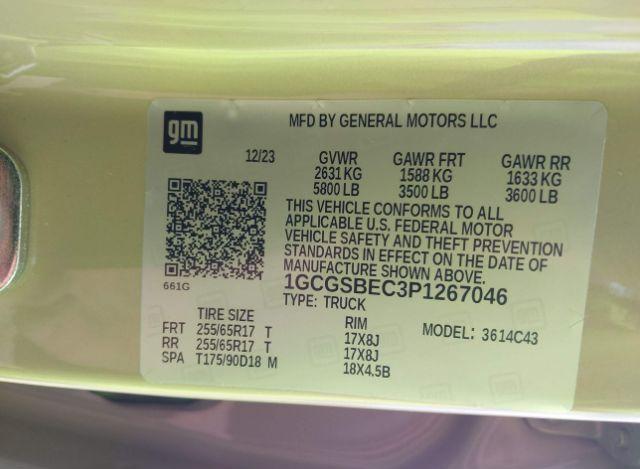 gm
MFD BY GENERAL MOTORS LLC
12/23 GVWR GAWR FRT GAWR RR
2631 KG 1588 KG 1633 KG
5800 LB 3500 LB 3600 LB
THIS VEHICLE CONFORMS TO ALL
APPLICABLE U.S. FEDERAL MOTOR
VEHICLE SAFETY AND THEFT PREVENTION
STANDARDS IN EFFECT ON THE DATE OF
MANUFACTURE SHOWN ABOVE.
661G
1GCGSBEC3P1267046
TYPE: TRUCK
TIRE SIZE RIM MODEL: 3614C43
FRT 255/65R17 T 17X8J
RR 255/65R17 T 17X8J
SPA T175/90D18 M 18X4.5B